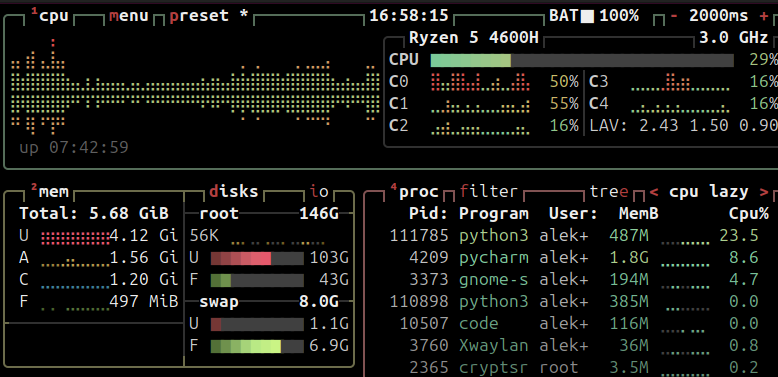 ¹cpu menu preset * 16:58:15 BAT■100% - 2000ms +
Ryzen 5 4600H 3.0 GHz
CPU 29%
C0 50% C3 16%
C1 55% C4 16%
C2 16% LAV: 2.43 1.50 0.90
up 07:42:59
²mem
Total: 5.68 GiB
U 4.12 Gi
A 1.56 Gi
C 1.20 Gi
F 497 MiB
disks io
root 146G
56K
U 103G
F 43G
swap 8.0G
U 1.1G
F 6.9G
⁴proc filter tree < cpu lazy >
Pid: Program User: MemB Cpu%
111785 python3 alek+ 487M 23.5
4209 pycharm alek+ 1.8G 8.6
3373 gnome-s alek+ 194M 4.7
110898 python3 alek+ 385M 0.0
10507 code alek+ 116M 0.0
3760 Xwaylan alek+ 36M 0.8
2365 cryptsr root 3.5M 0.2